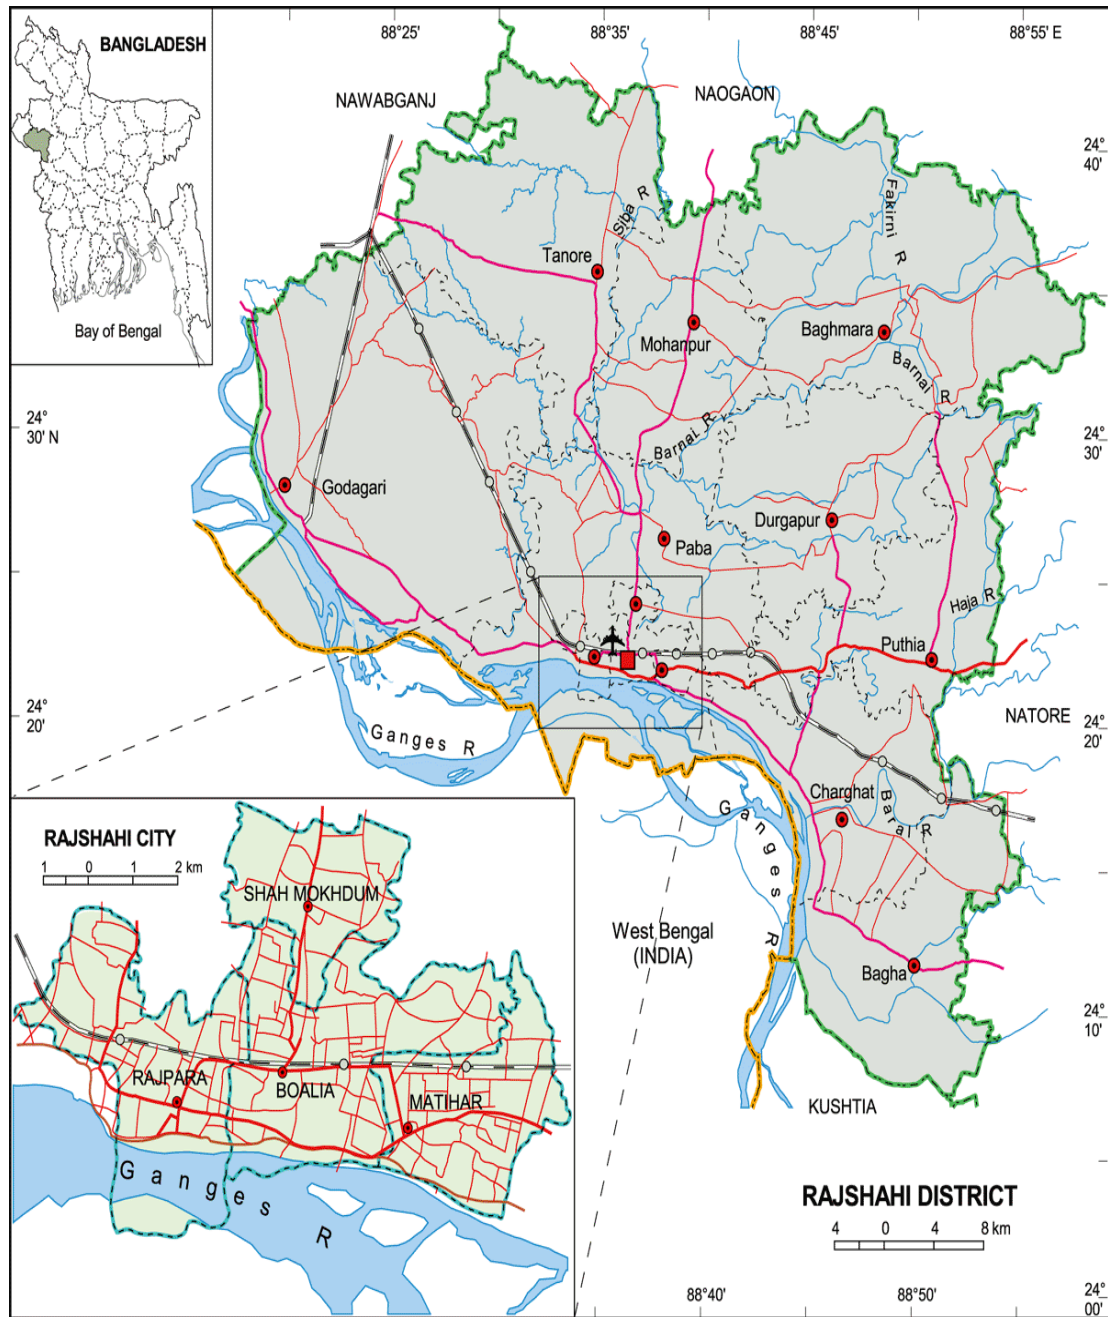 88°25'
88°35'
88°45'
88°55' E
BANGLADESH
Bay of Bengal
NAWABGANJ
NAOGAON
24°
40'
Fakirni R
Siba R
Tanore
Mohanpur
Baghmara
Barnai R
Barnai R
24°
30' N
24°
30'
Godagari
Durgapur
Paba
Haja R
Puthia
24°
20'
NATORE
24°
20'
Ganges R
Charghat
Baral R
Ganges R
West Bengal
(INDIA)
Bagha
24°
10'
KUSHTIA
RAJSHAHI CITY
1 0 1 2 km
SHAH MOKHDUM
RAJPARA
BOALIA
MATIHAR
Ganges R
RAJSHAHI DISTRICT
4 0 4 8 km
88°40'
88°50'
24°
00'